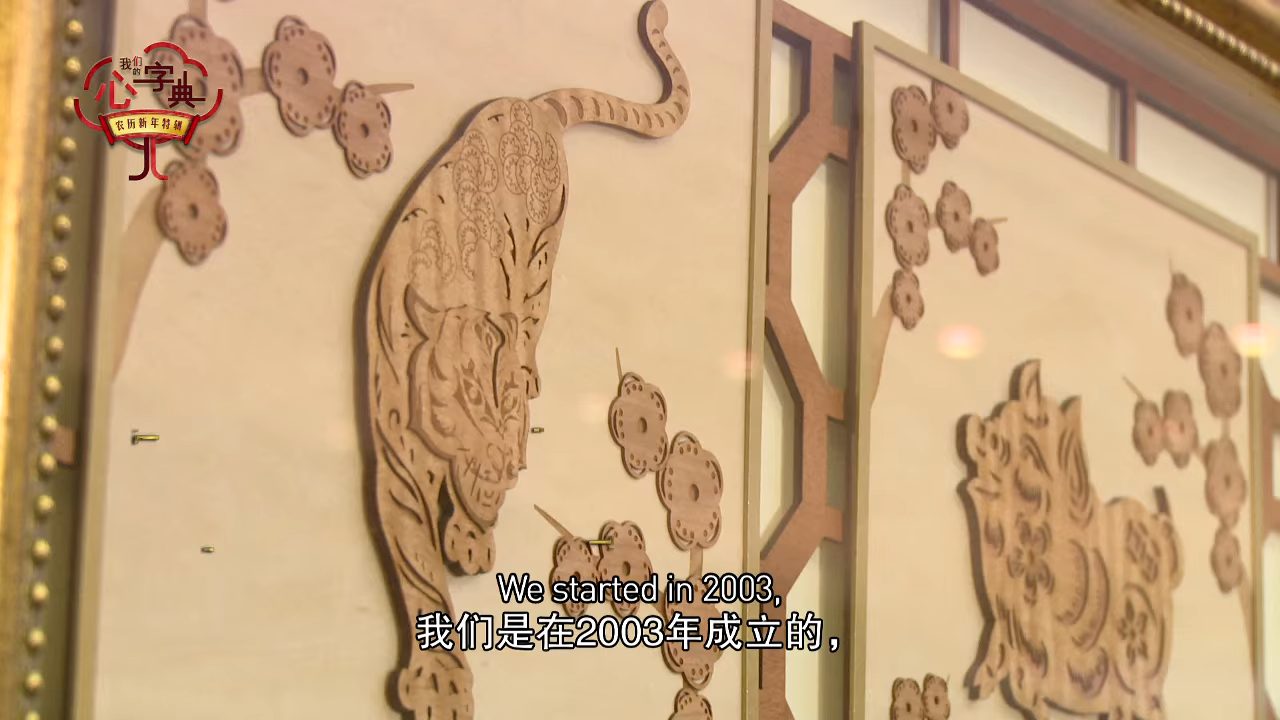 我们的
心字典
农历新年特辑
We started in 2003,
我们是在2003年成立的，